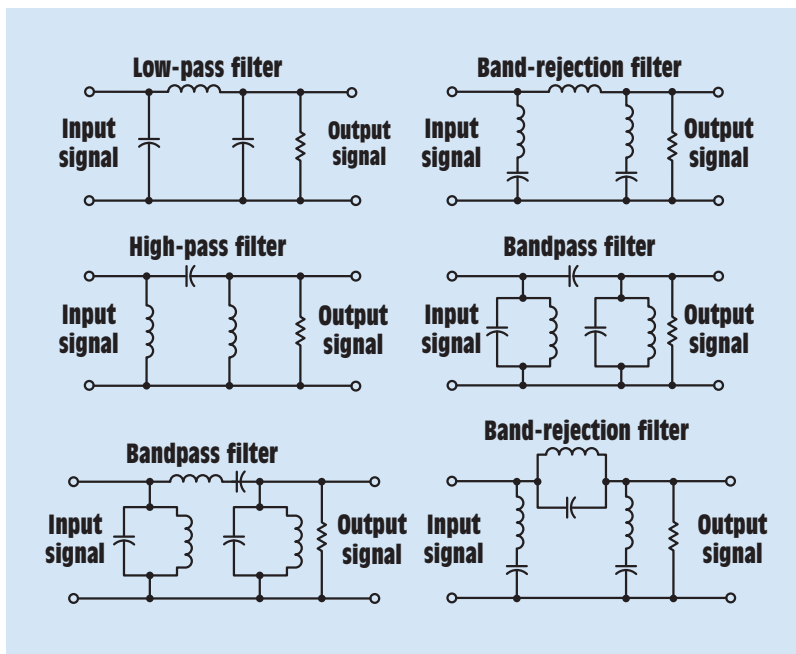 Low-pass filter
Input
signal
Output
signal
Band-rejection filter
Input
signal
Output
signal
High-pass filter
Input
signal
Output
signal
Bandpass filter
Input
signal
Output
signal
Bandpass filter
Input
signal
Output
signal
Band-rejection filter
Input
signal
Output
signal